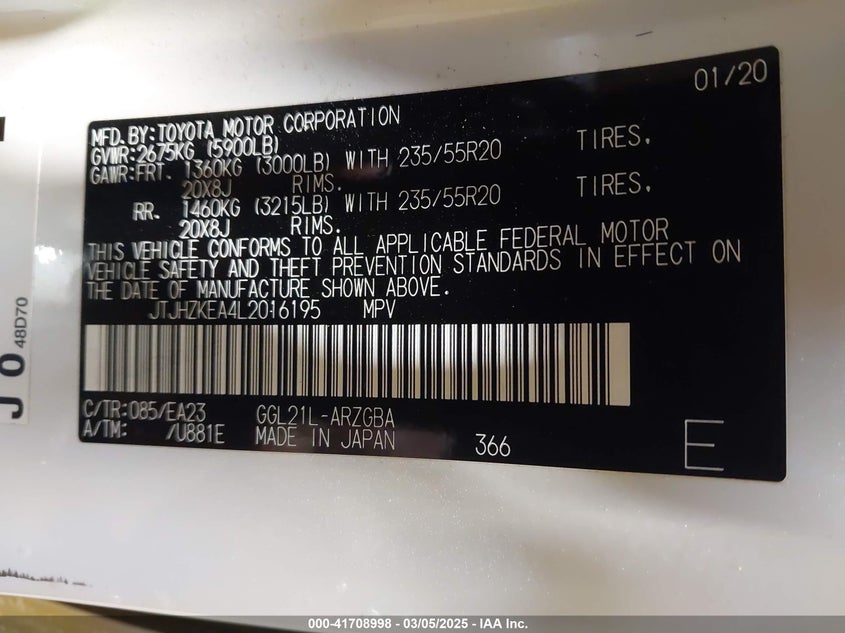 01/20
MFD. BY: TOYOTA MOTOR CORPORATION
GVWR: 2675KG (5900LB)
GAWR: FRT. 1360KG (3000LB) WITH 235/55R20 TIRES,
20X8J RIMS.
RR. 1460KG (3215LB) WITH 235/55R20 TIRES,
20X8J RIMS.
THIS VEHICLE CONFORMS TO ALL APPLICABLE FEDERAL MOTOR
VEHICLE SAFETY AND THEFT PREVENTION STANDARDS IN EFFECT ON
THE DATE OF MANUFACTURE SHOWN ABOVE.
JTJHZKEA4L2016195 MPV
C/TR: 085/EA23 GGL21L-ARZGBA
A/TM: /U881E MADE IN JAPAN 366 E
J 0 48D70
000-41708998 - 03/05/2025 - IAA Inc.